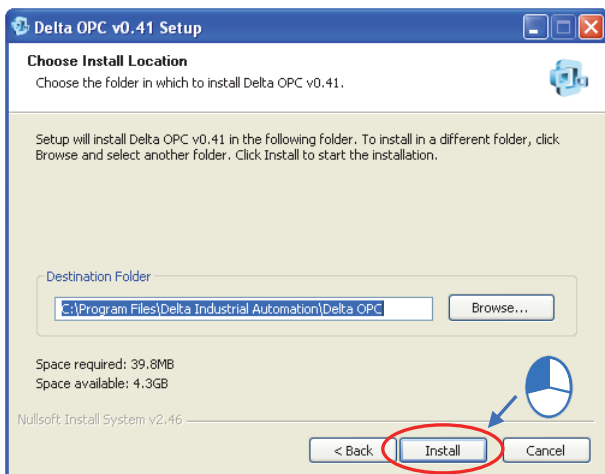 Delta OPC v0.41 Setup
Choose Install Location
Choose the folder in which to install Delta OPC v0.41.
Setup will install Delta OPC v0.41 in the following folder. To install in a different folder, click
Browse and select another folder. Click Install to start the installation.
Destination Folder
C:\Program Files\Delta Industrial Automation\Delta OPC
Browse...
Space required: 39.8MB
Space available: 4.3GB
Nullsoft Install System v2.46
< Back
Install
Cancel